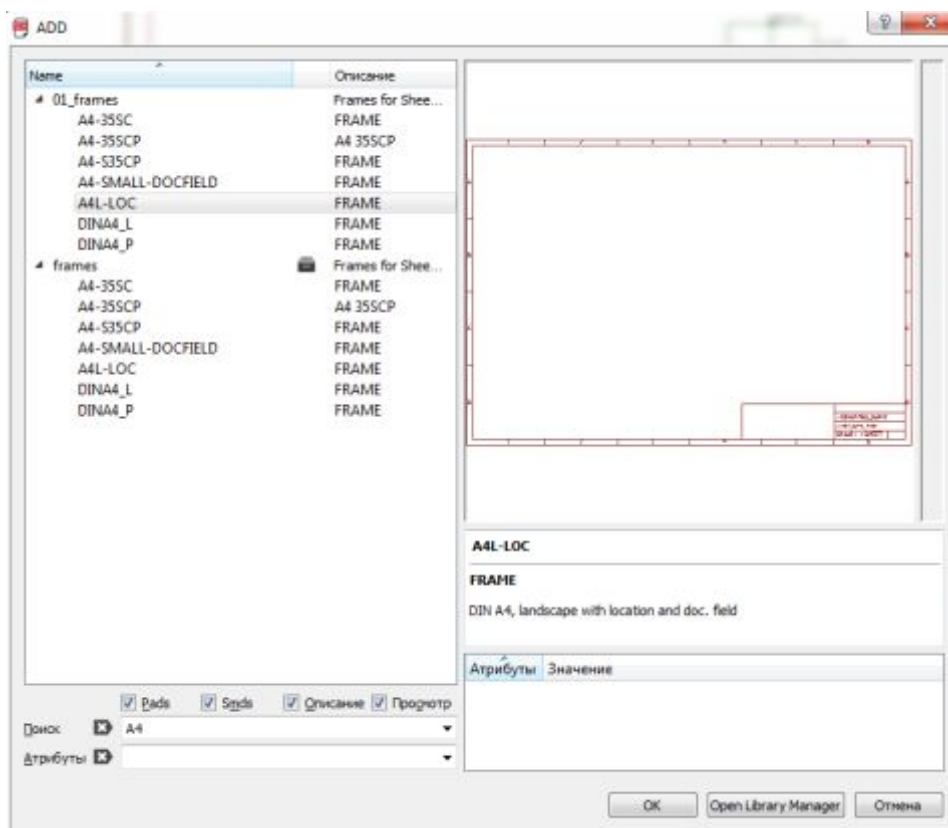 ADD
Name Описание
01_frames Frames for Shee...
A4-35SC FRAME
A4-35SCP A4 35SCP
A4-S35CP FRAME
A4-SMALL-DOCFIELD FRAME
A4L-LOC FRAME
DINA4_L FRAME
DINA4_P FRAME
frames Frames for Shee...
A4-35SC FRAME
A4-35SCP A4 35SCP
A4-S35CP FRAME
A4-SMALL-DOCFIELD FRAME
A4L-LOC FRAME
DINA4_L FRAME
DINA4_P FRAME
A4L-LOC
FRAME
DIN A4, landscape with location and doc. field
Атрибуты Значение
Pads Smds Описание Просмотр
Поиск A4
Атрибуты
OK Open Library Manager Отмена